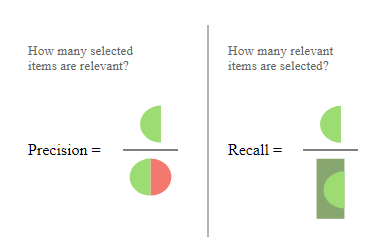 How many selected
items are relevant?
Precision =
How many relevant
items are selected?
Recall =